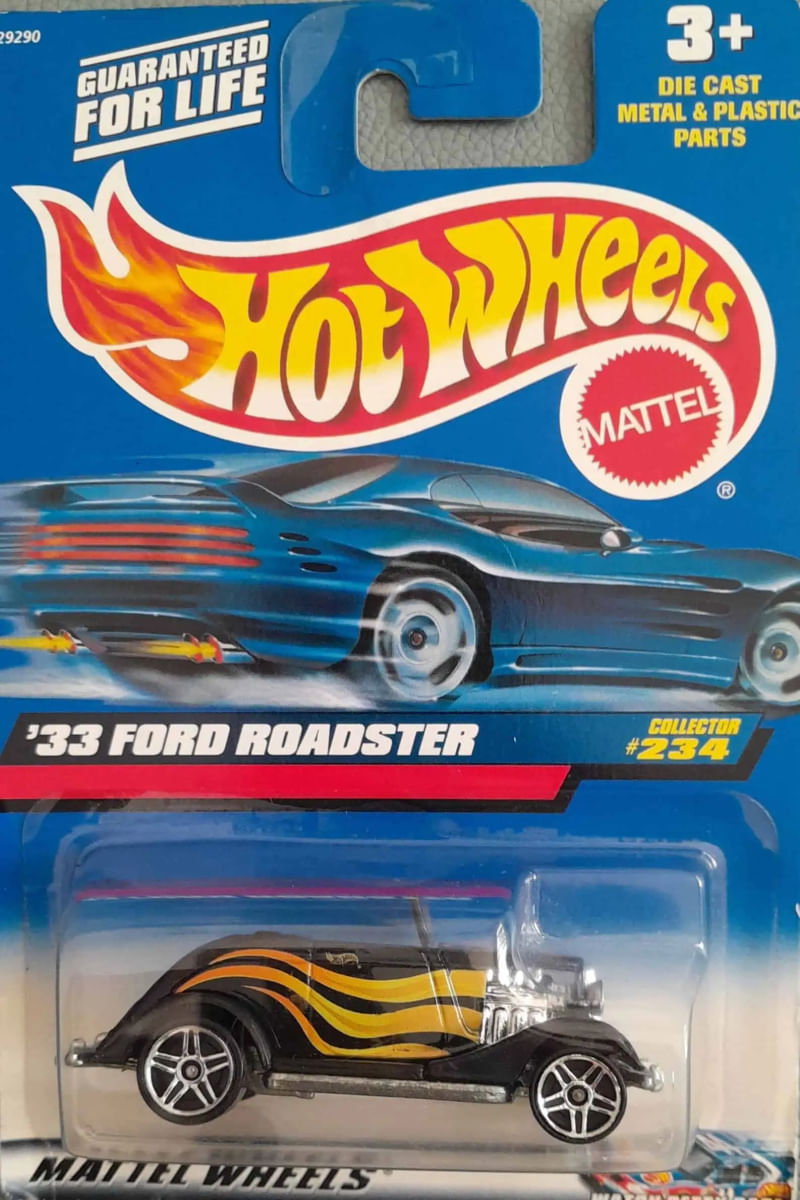 29290
GUARANTEED
FOR LIFE
3+
DIE CAST
METAL & PLASTIC
PARTS
HOT WHEELS
MATTEL
®
'33 FORD ROADSTER
COLLECTOR
#234
MATTEL WHEELS